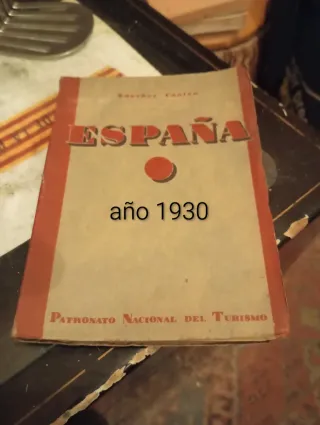 ESPAÑA
año 1930
PATRONATO NACIONAL DEL TURISMO